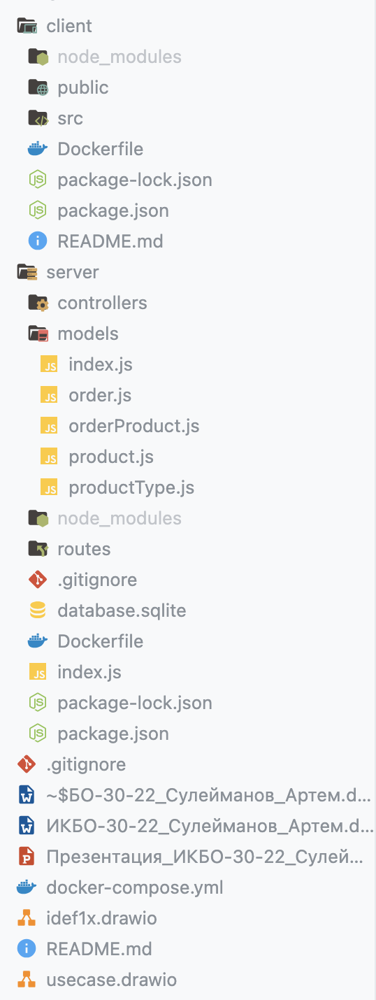 client
node_modules
public
src
Dockerfile
package-lock.json
package.json
README.md
server
controllers
models
index.js
order.js
orderProduct.js
product.js
productType.js
node_modules
routes
.gitignore
database.sqlite
Dockerfile
index.js
package-lock.json
package.json
.gitignore
~$БО-30-22_Сулейманов_Артем.d...
ИКБО-30-22_Сулейманов_Артем.d...
Презентация_ИКБО-30-22_Сулей...
docker-compose.yml
idef1x.drawio
README.md
usecase.drawio